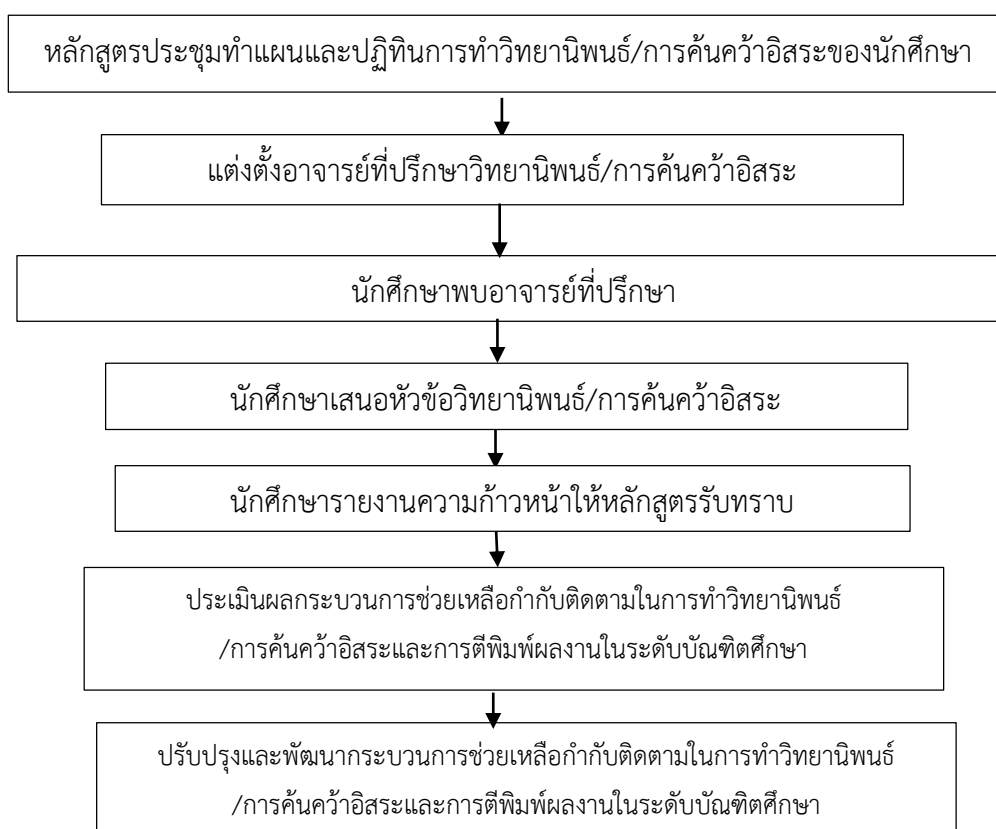 หลักสูตรประชุมทำแผนและปฏิทินการทำวิทยานิพนธ์/การค้นคว้าอิสระของนักศึกษา
แต่งตั้งอาจารย์ที่ปรึกษาวิทยานิพนธ์/การค้นคว้าอิสระ
นักศึกษาพบอาจารย์ที่ปรึกษา
นักศึกษาเสนอหัวข้อวิทยานิพนธ์/การค้นคว้าอิสระ
นักศึกษารายงานความก้าวหน้าให้หลักสูตรรับทราบ
ประเมินผลกระบวนการช่วยเหลือกำกับติดตามในการทำวิทยานิพนธ์
/การค้นคว้าอิสระและการตีพิมพ์ผลงานในระดับบัณฑิตศึกษา
ปรับปรุงและพัฒนากระบวนการช่วยเหลือกำกับติดตามในการทำวิทยานิพนธ์
/การค้นคว้าอิสระและการตีพิมพ์ผลงานในระดับบัณฑิตศึกษา